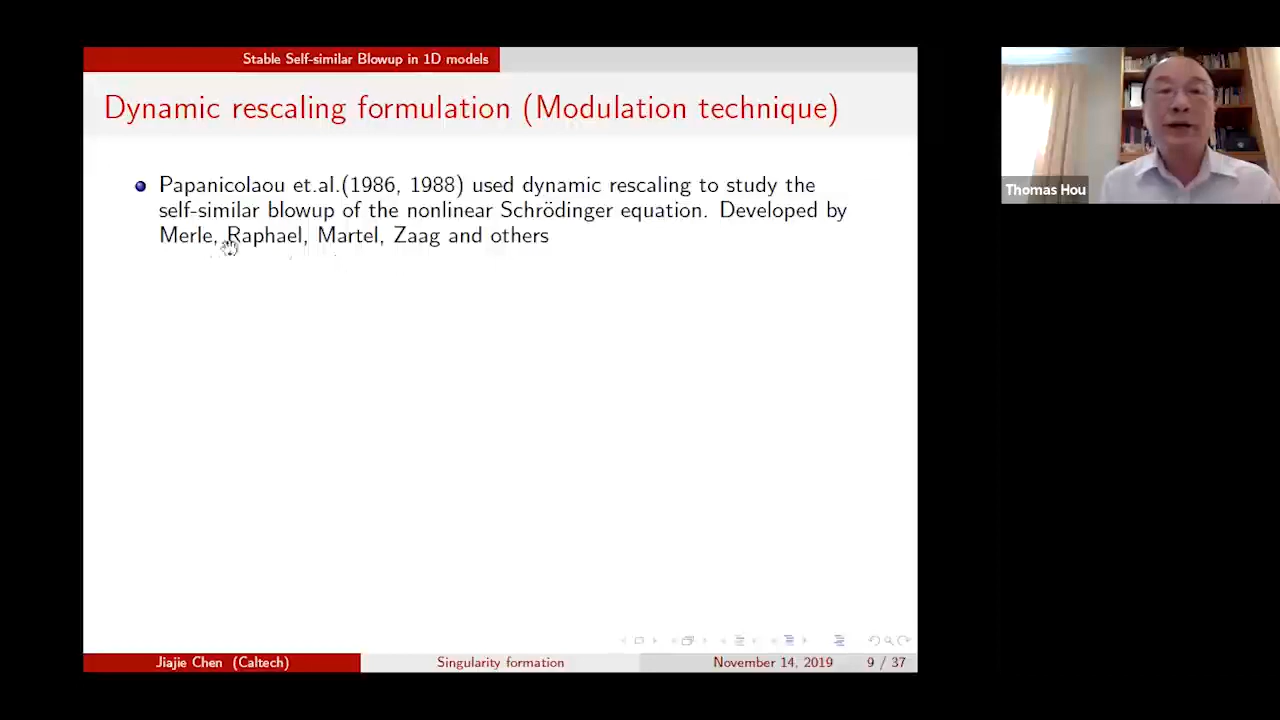 Stable Self-similar Blowup in 1D models
Dynamic rescaling formulation (Modulation technique)
Papanicolaou et.al.(1986, 1988) used dynamic rescaling to study the
self-similar blowup of the nonlinear Schrödinger equation. Developed by
Merle, Raphael, Martel, Zaag and others
Thomas Hou
Jiajie Chen (Caltech)
Singularity formation
November 14, 2019
9 / 37